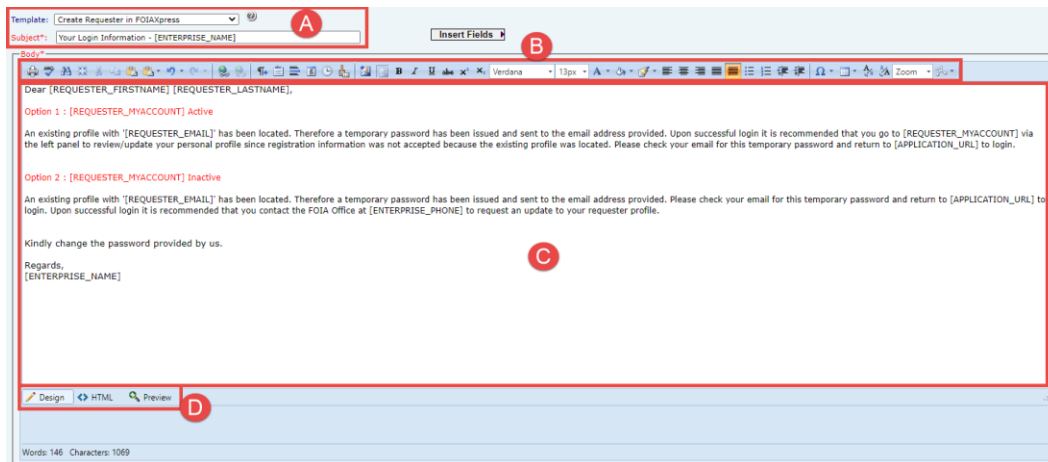 Template: Create Requester in FOIAXpress
A
Subject*: Your Login Information - [ENTERPRISE_NAME]
Insert Fields
B
Body*
B I U abc x² x₂ Verdana 13px A Ω Zoom
Dear [REQUESTER_FIRSTNAME] [REQUESTER_LASTNAME],
Option 1 : [REQUESTER_MYACCOUNT] Active
An existing profile with '[REQUESTER_EMAIL]' has been located. Therefore a temporary password has been issued and sent to the email address provided. Upon successful login it is recommended that you go to [REQUESTER_MYACCOUNT] via
the left panel to review/update your personal profile since registration information was not accepted because the existing profile was located. Please check your email for this temporary password and return to [APPLICATION_URL] to login.
Option 2 : [REQUESTER_MYACCOUNT] Inactive
An existing profile with '[REQUESTER_EMAIL]' has been located. Therefore a temporary password has been issued and sent to the email address provided. Please check your email for this temporary password and return to [APPLICATION_URL] to
login. Upon successful login it is recommended that you contact the FOIA Office at [ENTERPRISE_PHONE] to request an update to your requester profile.
Kindly change the password provided by us.
C
Regards,
[ENTERPRISE_NAME]
Design HTML Preview
D
Words: 146 Characters: 1069